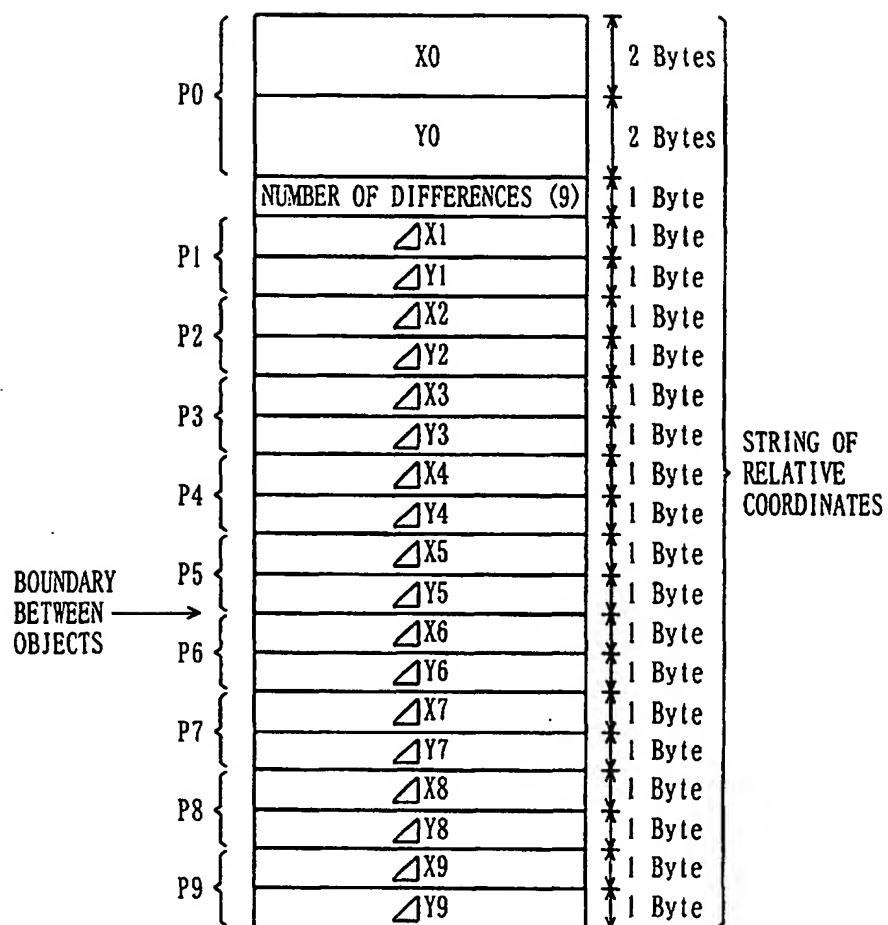 P0 X0 2 Bytes
Y0 2 Bytes
NUMBER OF DIFFERENCES (9) 1 Byte
P1 ⊿X1 1 Byte
⊿Y1 1 Byte
P2 ⊿X2 1 Byte
⊿Y2 1 Byte
P3 ⊿X3 1 Byte
⊿Y3 1 Byte
P4 ⊿X4 1 Byte
⊿Y4 1 Byte
P5 ⊿X5 1 Byte
⊿Y5 1 Byte
P6 ⊿X6 1 Byte
⊿Y6 1 Byte
P7 ⊿X7 1 Byte
⊿Y7 1 Byte
P8 ⊿X8 1 Byte
⊿Y8 1 Byte
P9 ⊿X9 1 Byte
⊿Y9 1 Byte
BOUNDARY
BETWEEN
OBJECTS
STRING OF
RELATIVE
COORDINATES